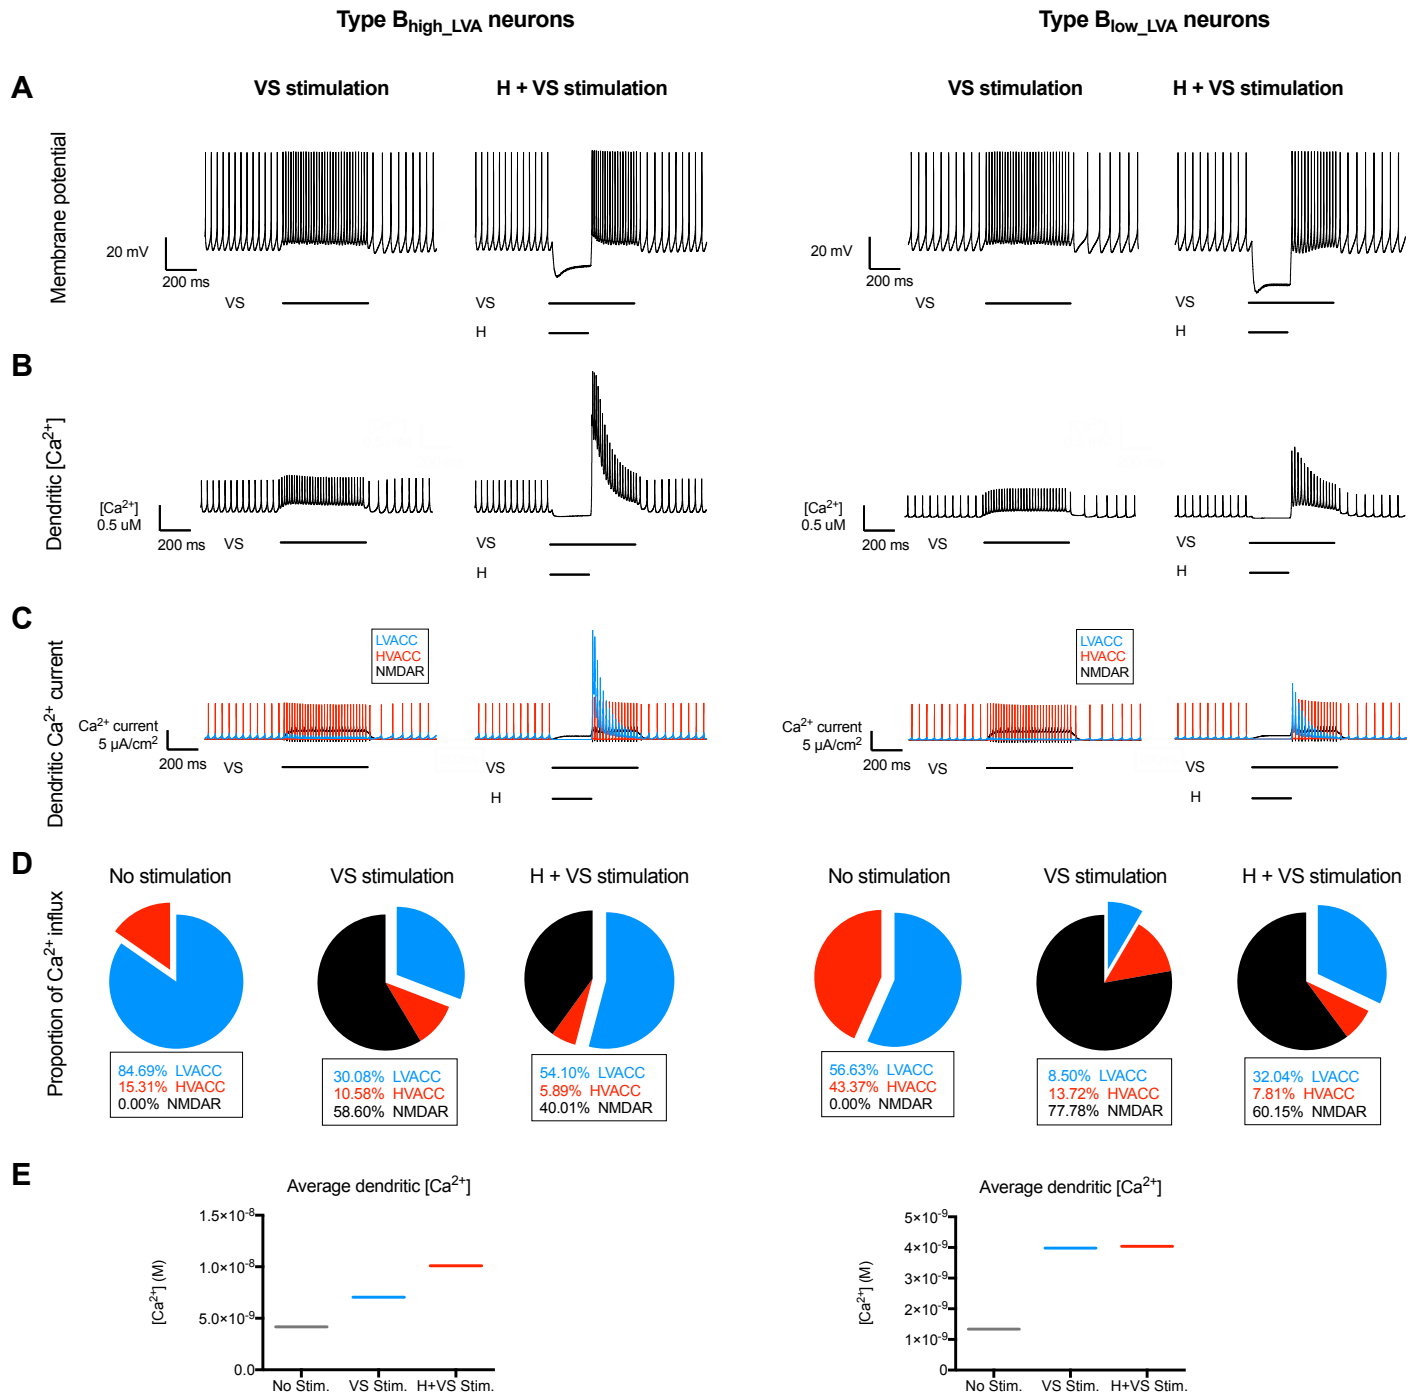 Type Bhigh_LVA neurons
Type Blow_LVA neurons
A
VS stimulation
H + VS stimulation
VS stimulation
H + VS stimulation
Membrane potential
20 mV
200 ms
VS
VS
H
20 mV
200 ms
VS
VS
H
B
Dendritic [Ca2+]
[Ca2+]
0.5 uM
200 ms
VS
VS
H
[Ca2+]
0.5 uM
200 ms
VS
VS
H
C
Dendritic Ca2+ current
LVACC
HVACC
NMDAR
Ca2+ current
5 µA/cm2
200 ms
VS
VS
H
LVACC
HVACC
NMDAR
Ca2+ current
5 µA/cm2
200 ms
VS
VS
H
D
Proportion of Ca2+ influx
No stimulation
VS stimulation
H + VS stimulation
No stimulation
VS stimulation
H + VS stimulation
84.69% LVACC
15.31% HVACC
0.00% NMDAR
30.08% LVACC
10.58% HVACC
58.60% NMDAR
54.10% LVACC
5.89% HVACC
40.01% NMDAR
56.63% LVACC
43.37% HVACC
0.00% NMDAR
8.50% LVACC
13.72% HVACC
77.78% NMDAR
32.04% LVACC
7.81% HVACC
60.15% NMDAR
E
Average dendritic [Ca2+]
[Ca2+] (M)
1.5×10-8
1.0×10-8
5.0×10-9
0.0
No Stim.
VS Stim.
H+VS Stim.
Average dendritic [Ca2+]
[Ca2+] (M)
5×10-9
4×10-9
3×10-9
2×10-9
1×10-9
0
No Stim.
VS Stim.
H+VS Stim.